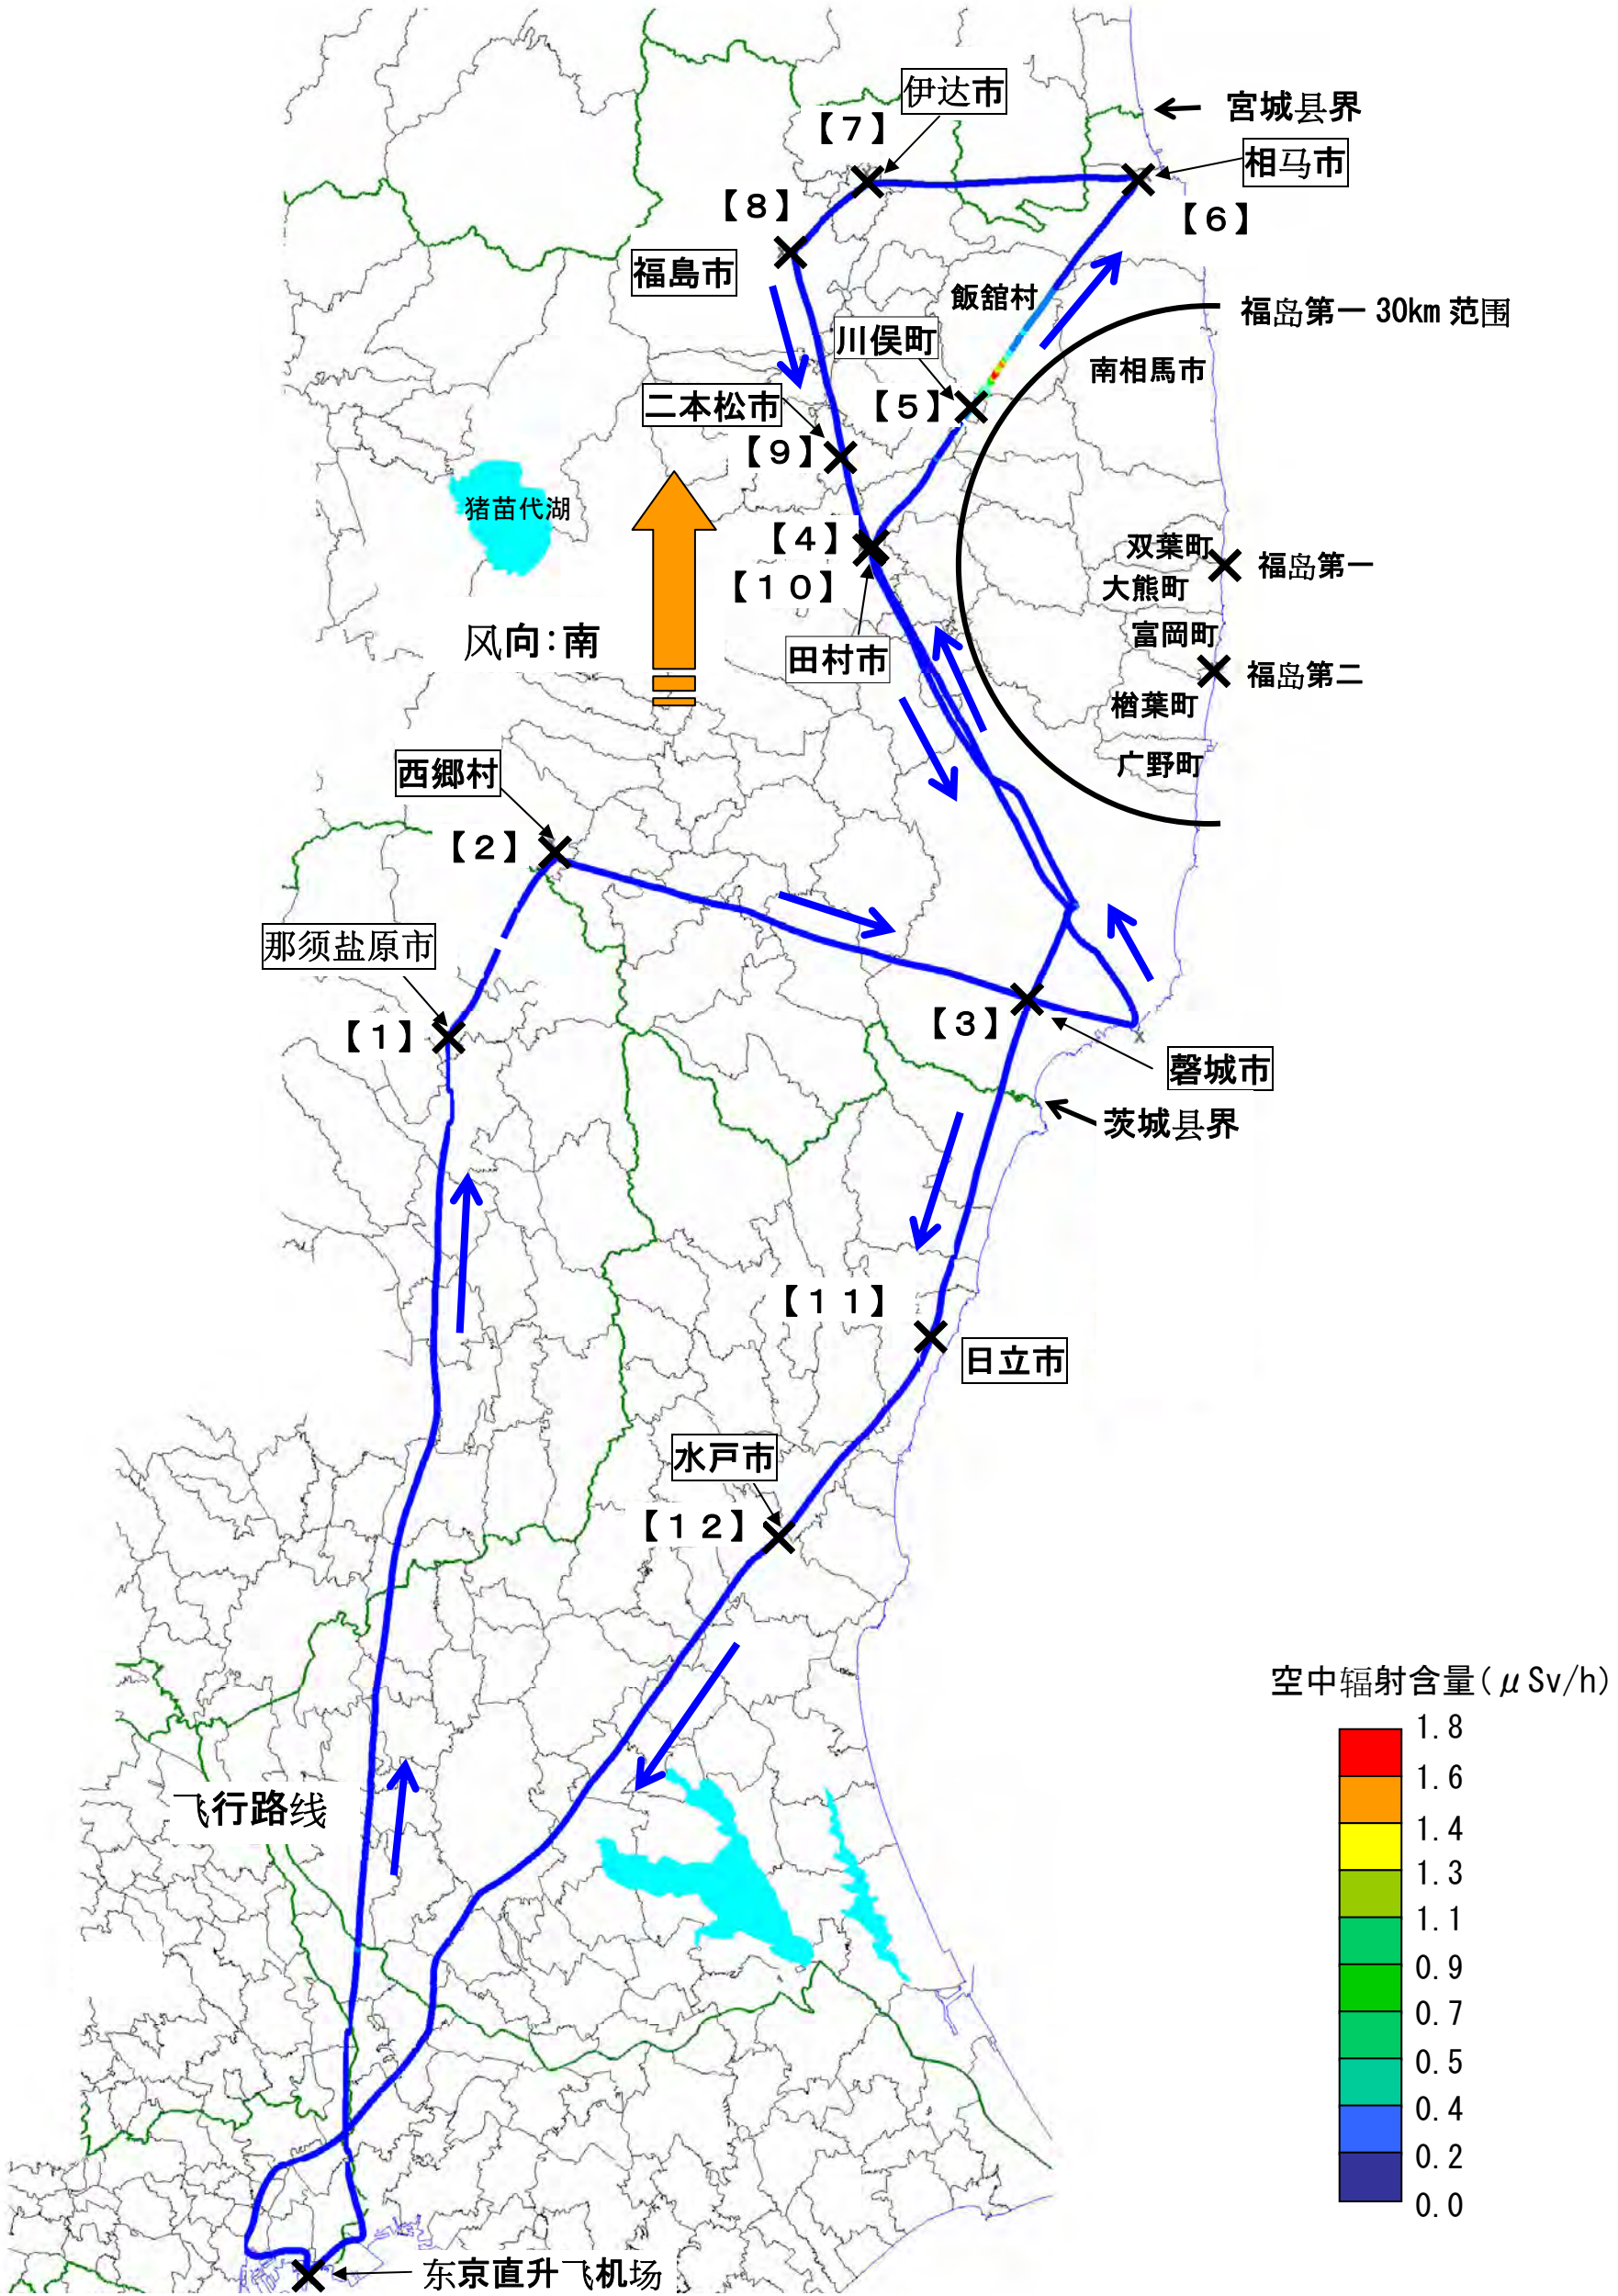 伊达市
宮城县界
【７】
相马市
【８】
【６】
福島市
飯舘村
福岛第一 30km 范围
川俣町
南相馬市
二本松市
【５】
【９】
猪苗代湖
【４】
双葉町
福岛第一
【１０】
大熊町
风向：南
富岡町
田村市
福岛第二
楢葉町
广野町
西郷村
【２】
那须盐原市
【３】
【１】
磬城市
茨城县界
【１１】
日立市
水戸市
【１２】
空中辐射含量（μSv/h）
1.8
1.6
飞行路线
1.4
1.3
1.1
0.9
0.7
0.5
0.4
0.2
0.0
东京直升飞机场